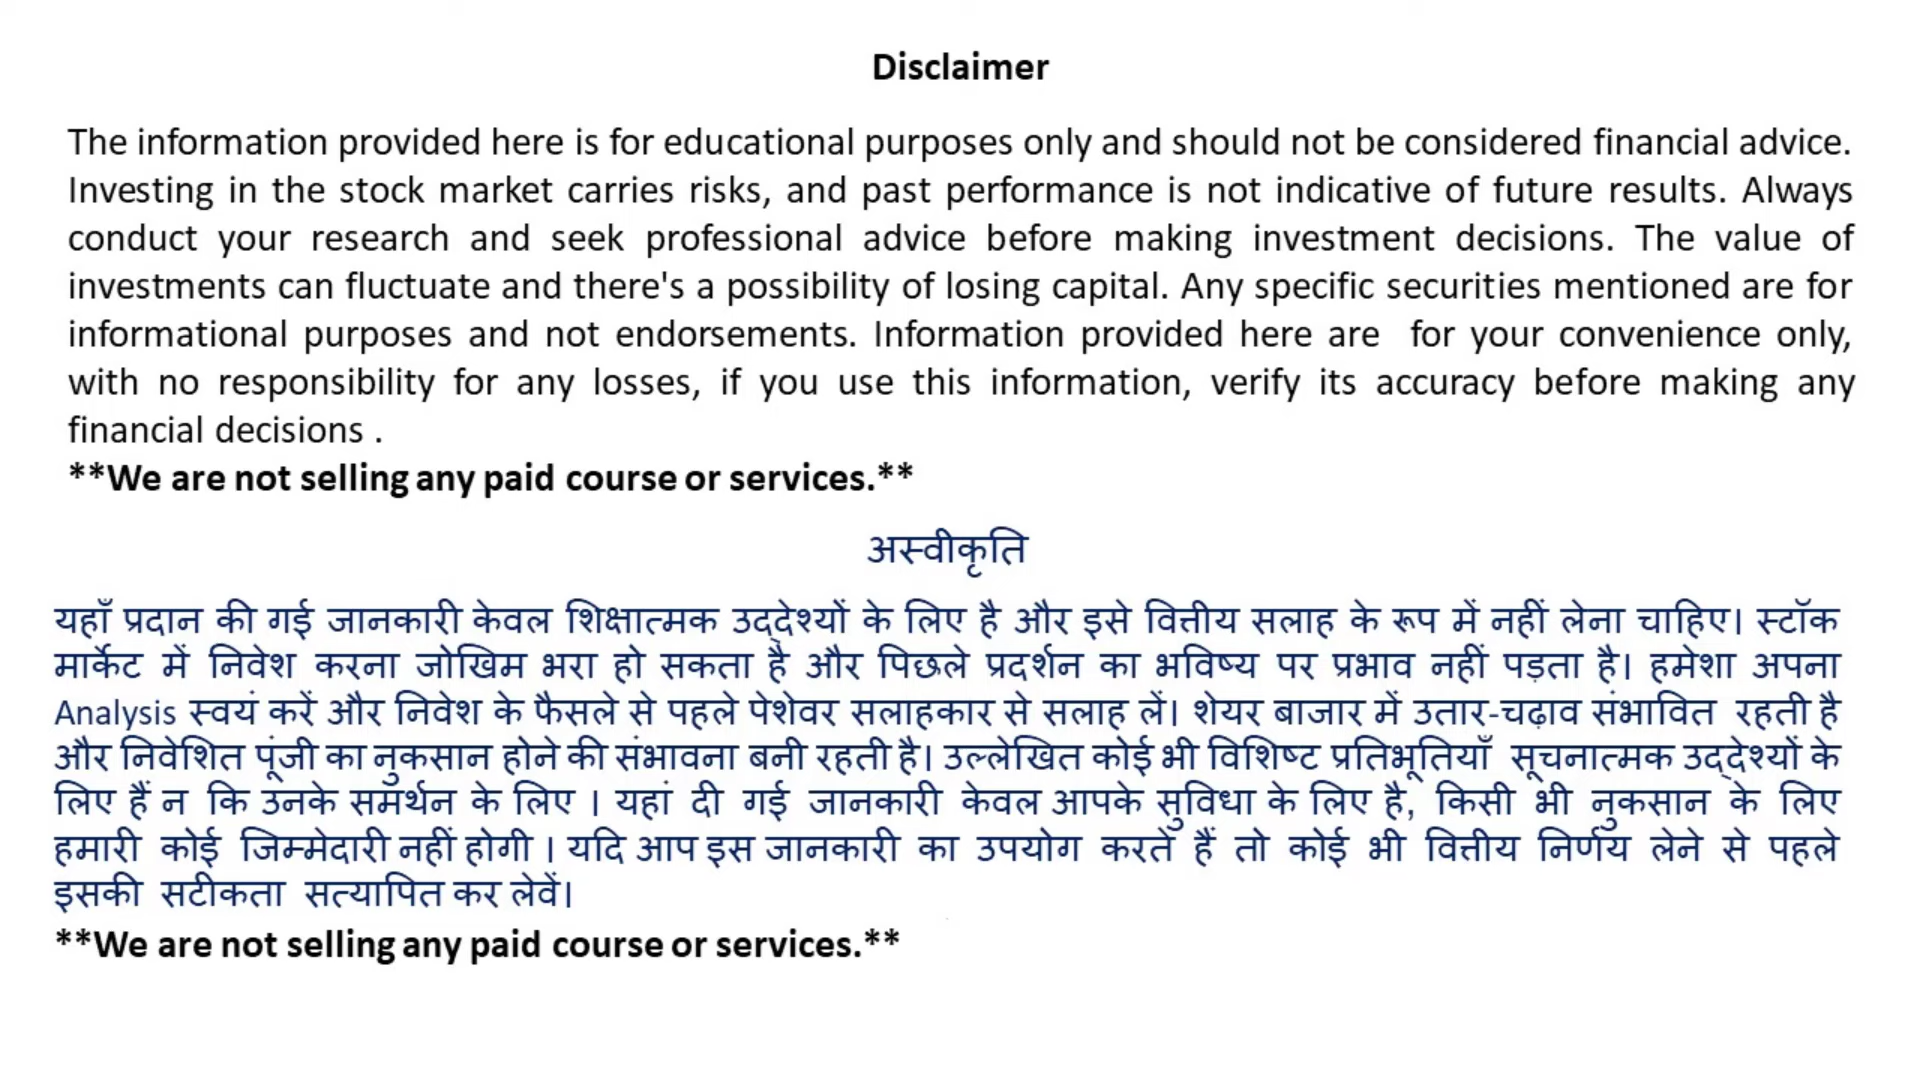 Disclaimer
The information provided here is for educational purposes only and should not be considered financial advice.
Investing in the stock market carries risks, and past performance is not indicative of future results. Always
conduct your research and seek professional advice before making investment decisions. The value of
investments can fluctuate and there's a possibility of losing capital. Any specific securities mentioned are for
informational purposes and not endorsements. Information provided here are for your convenience only,
with no responsibility for any losses, if you use this information, verify its accuracy before making any
financial decisions .
**We are not selling any paid course or services.**
अस्वीकृति
यहाँ प्रदान की गई जानकारी केवल शिक्षात्मक उद्देश्यों के लिए है और इसे वित्तीय सलाह के रूप में नहीं लेना चाहिए। स्टॉक
मार्केट में निवेश करना जोखिम भरा हो सकता है और पिछले प्रदर्शन का भविष्य पर प्रभाव नहीं पड़ता है। हमेशा अपना
Analysis स्वयं करें और निवेश के फैसले से पहले पेशेवर सलाहकार से सलाह लें। शेयर बाजार में उतार-चढ़ाव संभावित रहती है
और निवेशित पूंजी का नुकसान होने की संभावना बनी रहती है। उल्लेखित कोई भी विशिष्ट प्रतिभूतियाँ सूचनात्मक उद्देश्यों के
लिए हैं न कि उनके समर्थन के लिए । यहां दी गई जानकारी केवल आपके सुविधा के लिए है, किसी भी नुकसान के लिए
हमारी कोई जिम्मेदारी नहीं होगी । यदि आप इस जानकारी का उपयोग करते हैं तो कोई भी वित्तीय निर्णय लेने से पहले
इसकी सटीकता सत्यापित कर लेवें।
**We are not selling any paid course or services.**